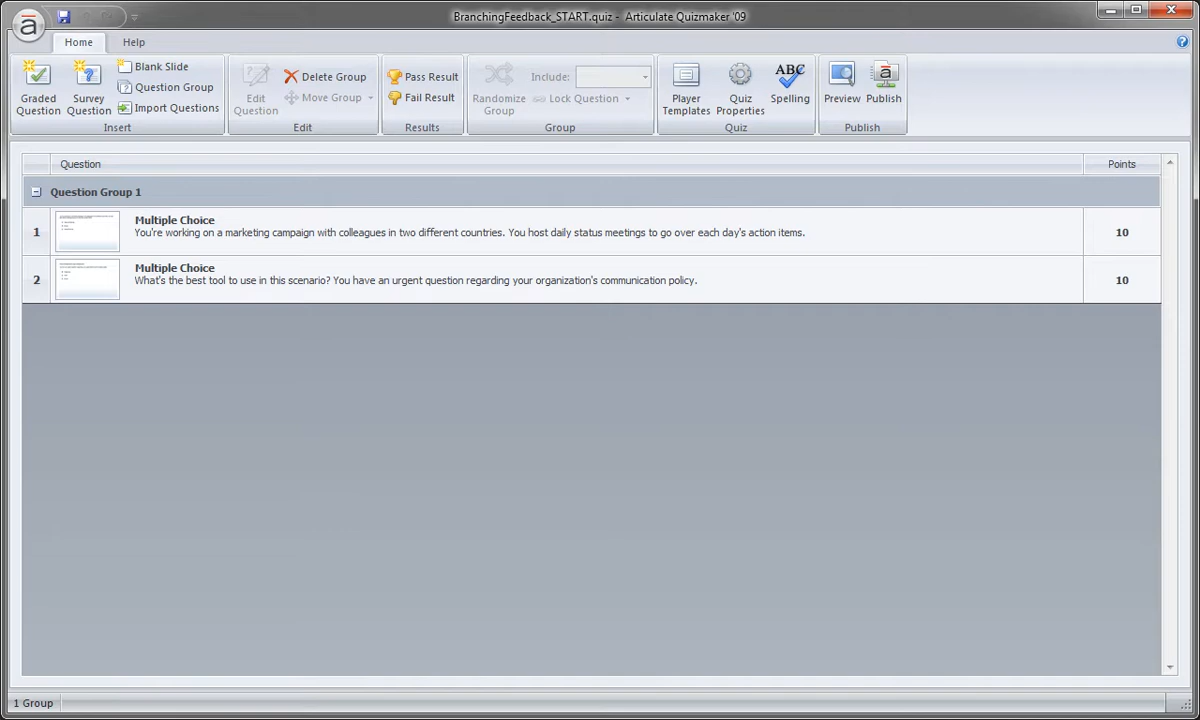 BranchingFeedback_START.quiz - Articulate Quizmaker '09
Home Help
Graded Question
Survey Question
Blank Slide
Question Group
Import Questions
Insert
Edit Question
Delete Group
Move Group
Edit
Pass Result
Fail Result
Results
Randomize Group
Include:
Lock Question
Group
Player Templates
Quiz Properties
ABC
Spelling
Quiz
Preview
Publish
Publish
Question Points
Question Group 1
1
Multiple Choice
You're working on a marketing campaign with colleagues in two different countries. You host daily status meetings to go over each day's action items.
10
2
Multiple Choice
What's the best tool to use in this scenario? You have an urgent question regarding your organization's communication policy.
10
1 Group